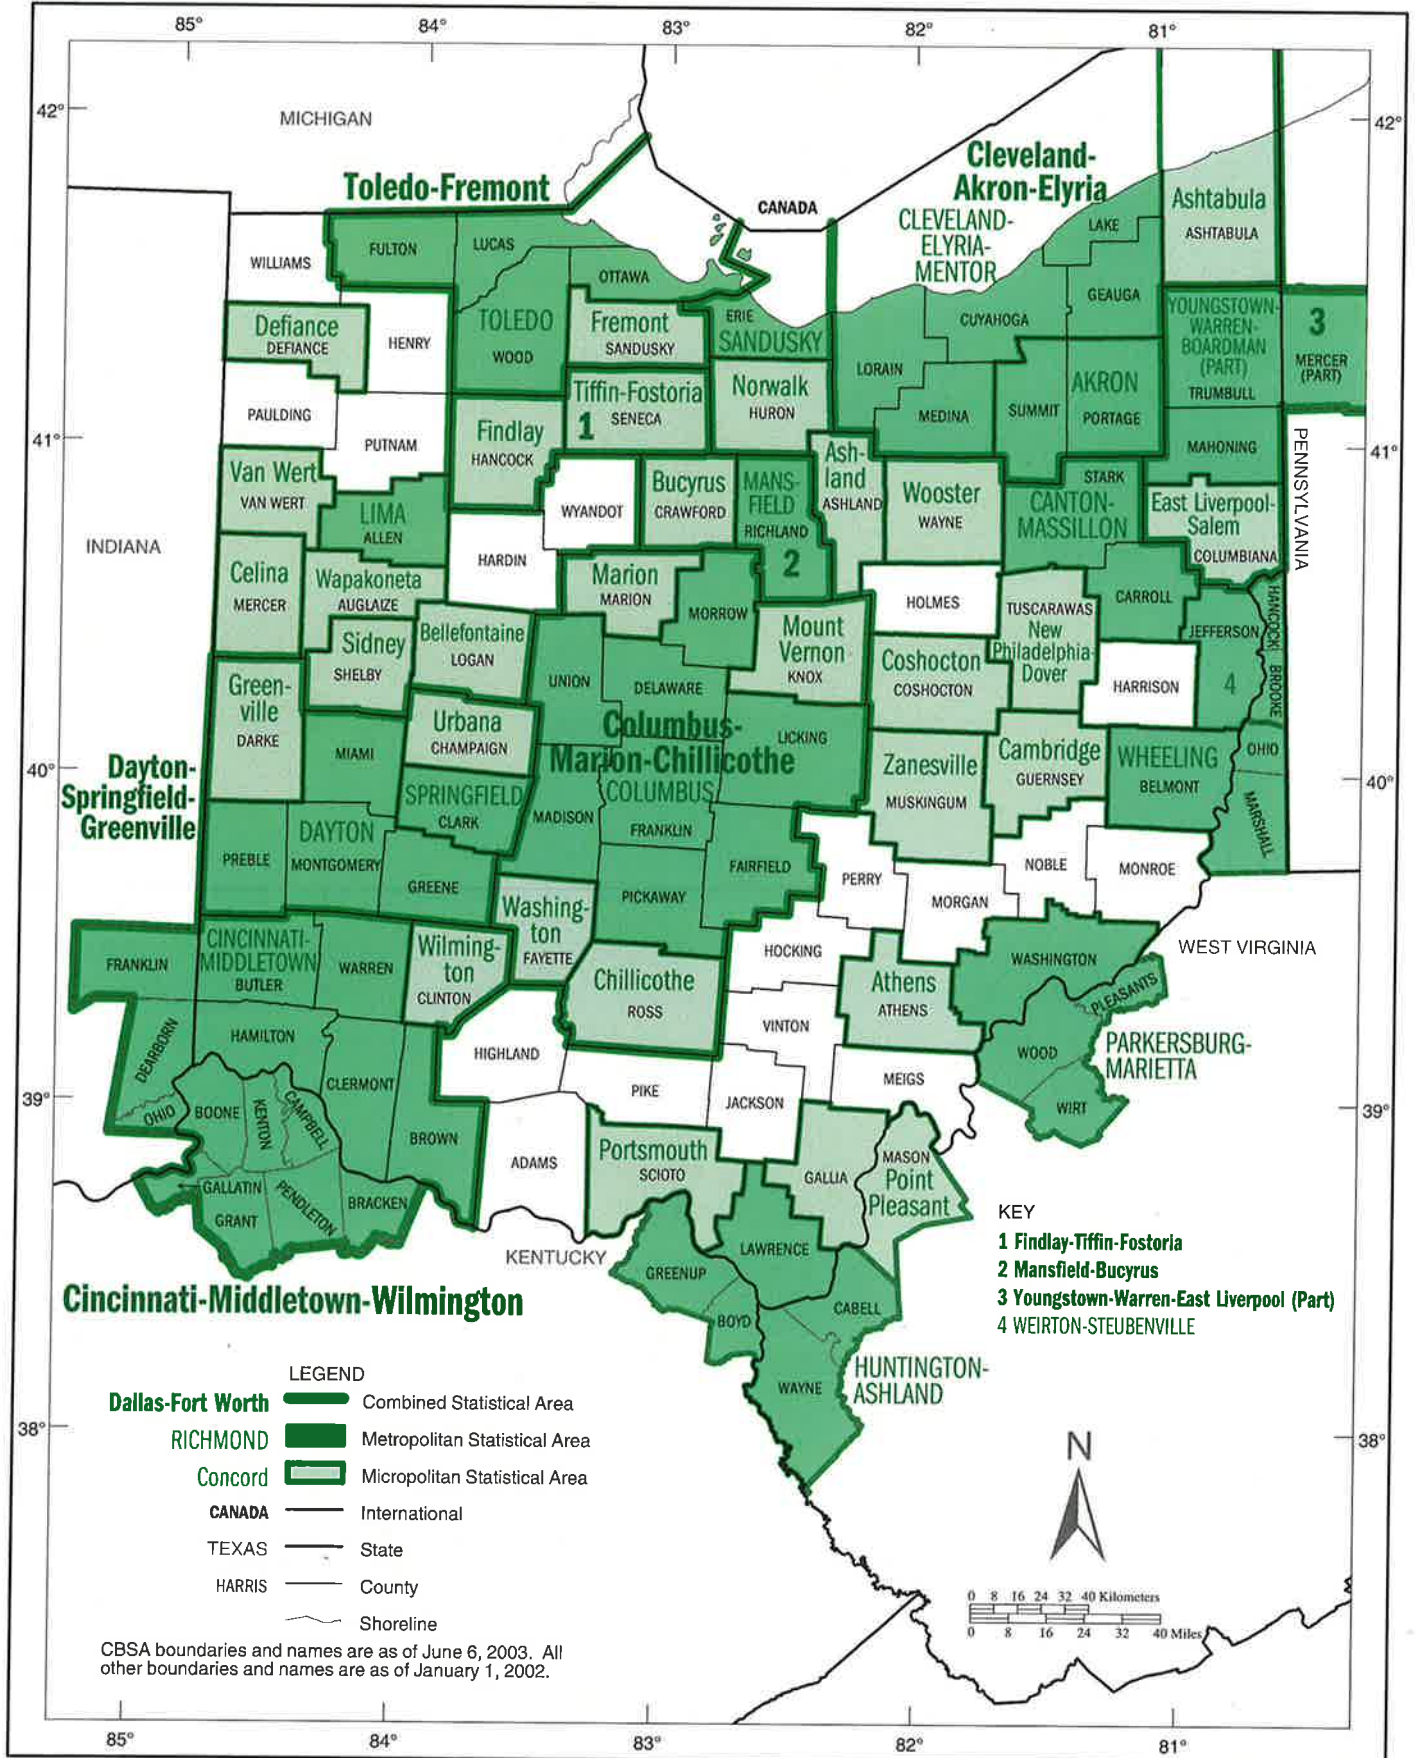 85°
84°
83°
82°
81°
42°
42°
MICHIGAN
Cleveland-
Akron-Elyria
Toledo-Fremont
CANADA
CLEVELAND-
ELYRIA-
MENTOR
Ashtabula
ASHTABULA
LAKE
FULTON
LUCAS
WILLIAMS
OTTAWA
GEAUGA
TOLEDO
WOOD
Fremont
SANDUSKY
ERIE
SANDUSKY
CUYAHOGA
YOUNGSTOWN-
WARREN-
BOARDMAN
(PART)
TRUMBULL
3
MERCER
(PART)
Defiance
DEFIANCE
HENRY
LORAIN
Tiffin-Fostoria
1 SENECA
Norwalk
HURON
AKRON
PORTAGE
MEDINA
SUMMIT
PAULDING
PUTNAM
41°
41°
Findlay
HANCOCK
MAHONING
PENNSYLVANIA
Van Wert
VAN WERT
LIMA
ALLEN
WYANDOT
Bucyrus
CRAWFORD
MANS-
FIELD
RICHLAND
2
Ash-
land
ASHLAND
Wooster
WAYNE
STARK
CANTON-
MASSILLON
East Liverpool-
Salem
COLUMBIANA
INDIANA
HARDIN
Celina
MERCER
Wapakoneta
AUGLAIZE
Marion
MARION
MORROW
HOLMES
TUSCARAWAS
New
Philadelphia-
Dover
CARROLL
JEFFERSON
HANCOCK
BROOKE
4
Sidney
SHELBY
Bellefontaine
LOGAN
Mount
Vernon
KNOX
Coshocton
COSHOCTON
HARRISON
Green-
ville
DARKE
UNION
DELAWARE
Urbana
CHAMPAIGN
Columbus-
Marion-Chillicothe
COLUMBUS
LICKING
MIAMI
Zanesville
MUSKINGUM
Cambridge
GUERNSEY
WHEELING
BELMONT
OHIO
MARSHALL
40°
40°
Dayton-
Springfield-
Greenville
SPRINGFIELD
CLARK
MADISON
FRANKLIN
DAYTON
MONTGOMERY
PREBLE
GREENE
FAIRFIELD
PICKAWAY
PERRY
MORGAN
NOBLE
MONROE
Washing-
ton
FAYETTE
FRANKLIN
CINCINNATI-
MIDDLETOWN
BUTLER
WARREN
Wilming-
ton
CLINTON
HOCKING
WASHINGTON
WEST VIRGINIA
Chillicothe
ROSS
Athens
ATHENS
PLEASANTS
DEARBORN
HAMILTON
VINTON
WOOD
PARKERSBURG-
MARIETTA
HIGHLAND
CLERMONT
PIKE
JACKSON
MEIGS
WIRT
39°
39°
OHIO
BOONE
KENTON
CAMPBELL
BROWN
ADAMS
Portsmouth
SCIOTO
GALLIA
MASON
Point
Pleasant
GALLATIN
GRANT
PENDLETON
BRACKEN
KENTUCKY
GREENUP
LAWRENCE
BOYD
CABELL
WAYNE
HUNTINGTON-
ASHLAND
Cincinnati-Middletown-Wilmington
KEY
1 Findlay-Tiffin-Fostoria
2 Mansfield-Bucyrus
3 Youngstown-Warren-East Liverpool (Part)
4 WEIRTON-STEUBENVILLE
LEGEND
Dallas-Fort Worth Combined Statistical Area
RICHMOND Metropolitan Statistical Area
Concord Micropolitan Statistical Area
CANADA International
TEXAS State
HARRIS County
Shoreline
38°
38°
N
0 8 16 24 32 40 Kilometers
0 8 16 24 32 40 Miles
CBSA boundaries and names are as of June 6, 2003. All
other boundaries and names are as of January 1, 2002.
85°
84°
83°
82°
81°